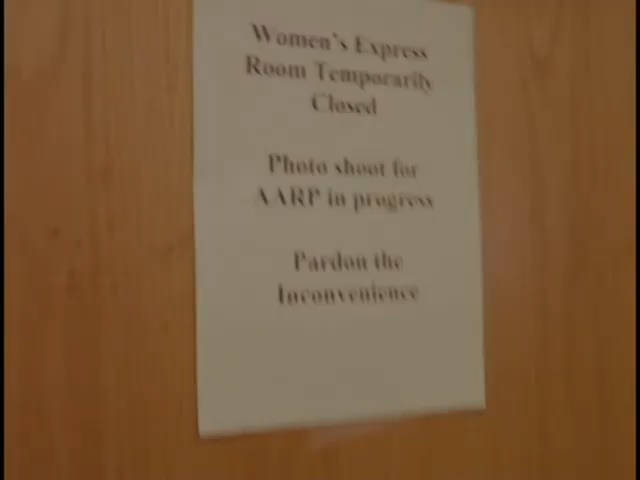 Women's Express
Room Temporarily
Closed
Photo shoot for
AARP in progress
Pardon the
Inconvenience